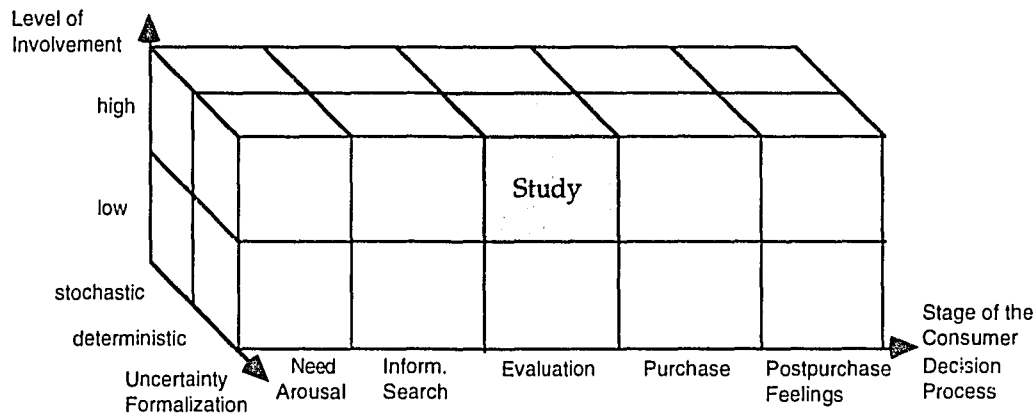 Level of
Involvement
high
low
Study
stochastic
deterministic
Uncertainty
Formalization
Need
Arousal
Inform.
Search
Evaluation
Purchase
Postpurchase
Feelings
Stage of the
Consumer
Decision
Process